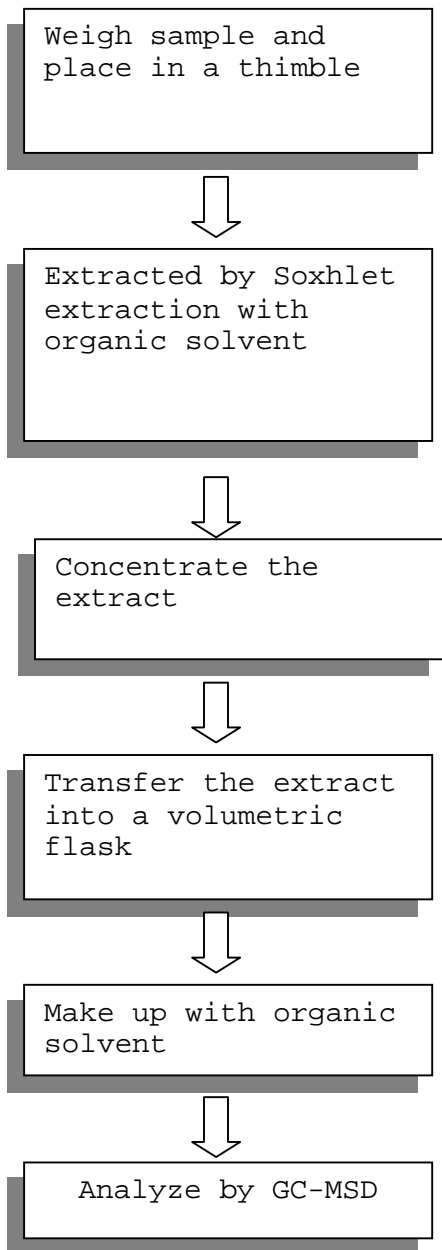 Weigh sample and
place in a thimble
Extracted by Soxhlet
extraction with
organic solvent
Concentrate the
extract
Transfer the extract
into a volumetric
flask
Make up with organic
solvent
Analyze by GC-MSD